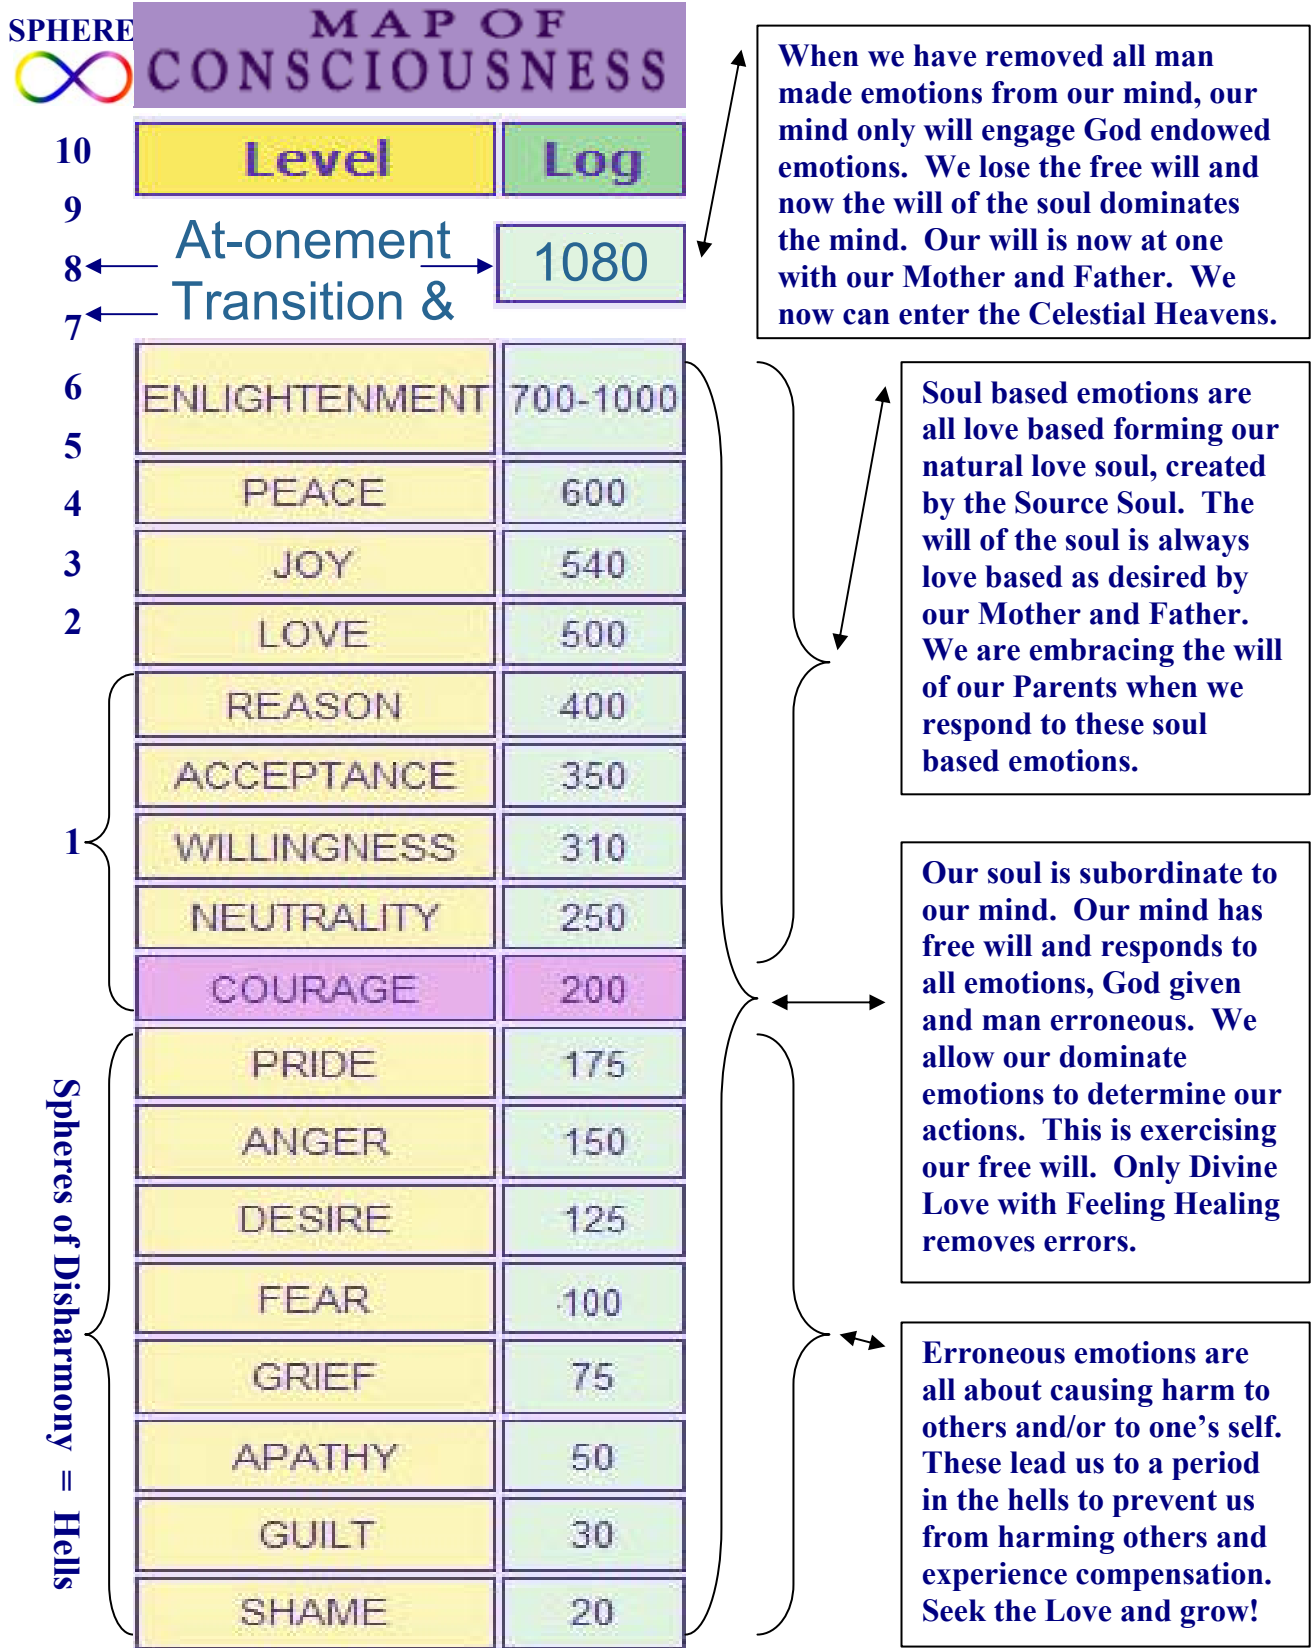 SPHERE
MAP OF
CONSCIOUSNESS
Level Log
10
9
8
7
6
5
4
3
2
1
At-onement
Transition &
1080
ENLIGHTENMENT 700-1000
PEACE 600
JOY 540
LOVE 500
REASON 400
ACCEPTANCE 350
WILLINGNESS 310
NEUTRALITY 250
COURAGE 200
PRIDE 175
ANGER 150
DESIRE 125
FEAR 100
GRIEF 75
APATHY 50
GUILT 30
SHAME 20
Spheres of Disharmony = Hells
When we have removed all man
made emotions from our mind, our
mind only will engage God endowed
emotions. We lose the free will and
now the will of the soul dominates
the mind. Our will is now at one
with our Mother and Father. We
now can enter the Celestial Heavens.
Soul based emotions are
all love based forming our
natural love soul, created
by the Source Soul. The
will of the soul is always
love based as desired by
our Mother and Father.
We are embracing the will
of our Parents when we
respond to these soul
based emotions.
Our soul is subordinate to
our mind. Our mind has
free will and responds to
all emotions, God given
and man erroneous. We
allow our dominate
emotions to determine our
actions. This is exercising
our free will. Only Divine
Love with Feeling Healing
removes errors.
Erroneous emotions are
all about causing harm to
others and/or to one's self.
These lead us to a period
in the hells to prevent us
from harming others and
experience compensation.
Seek the Love and grow!